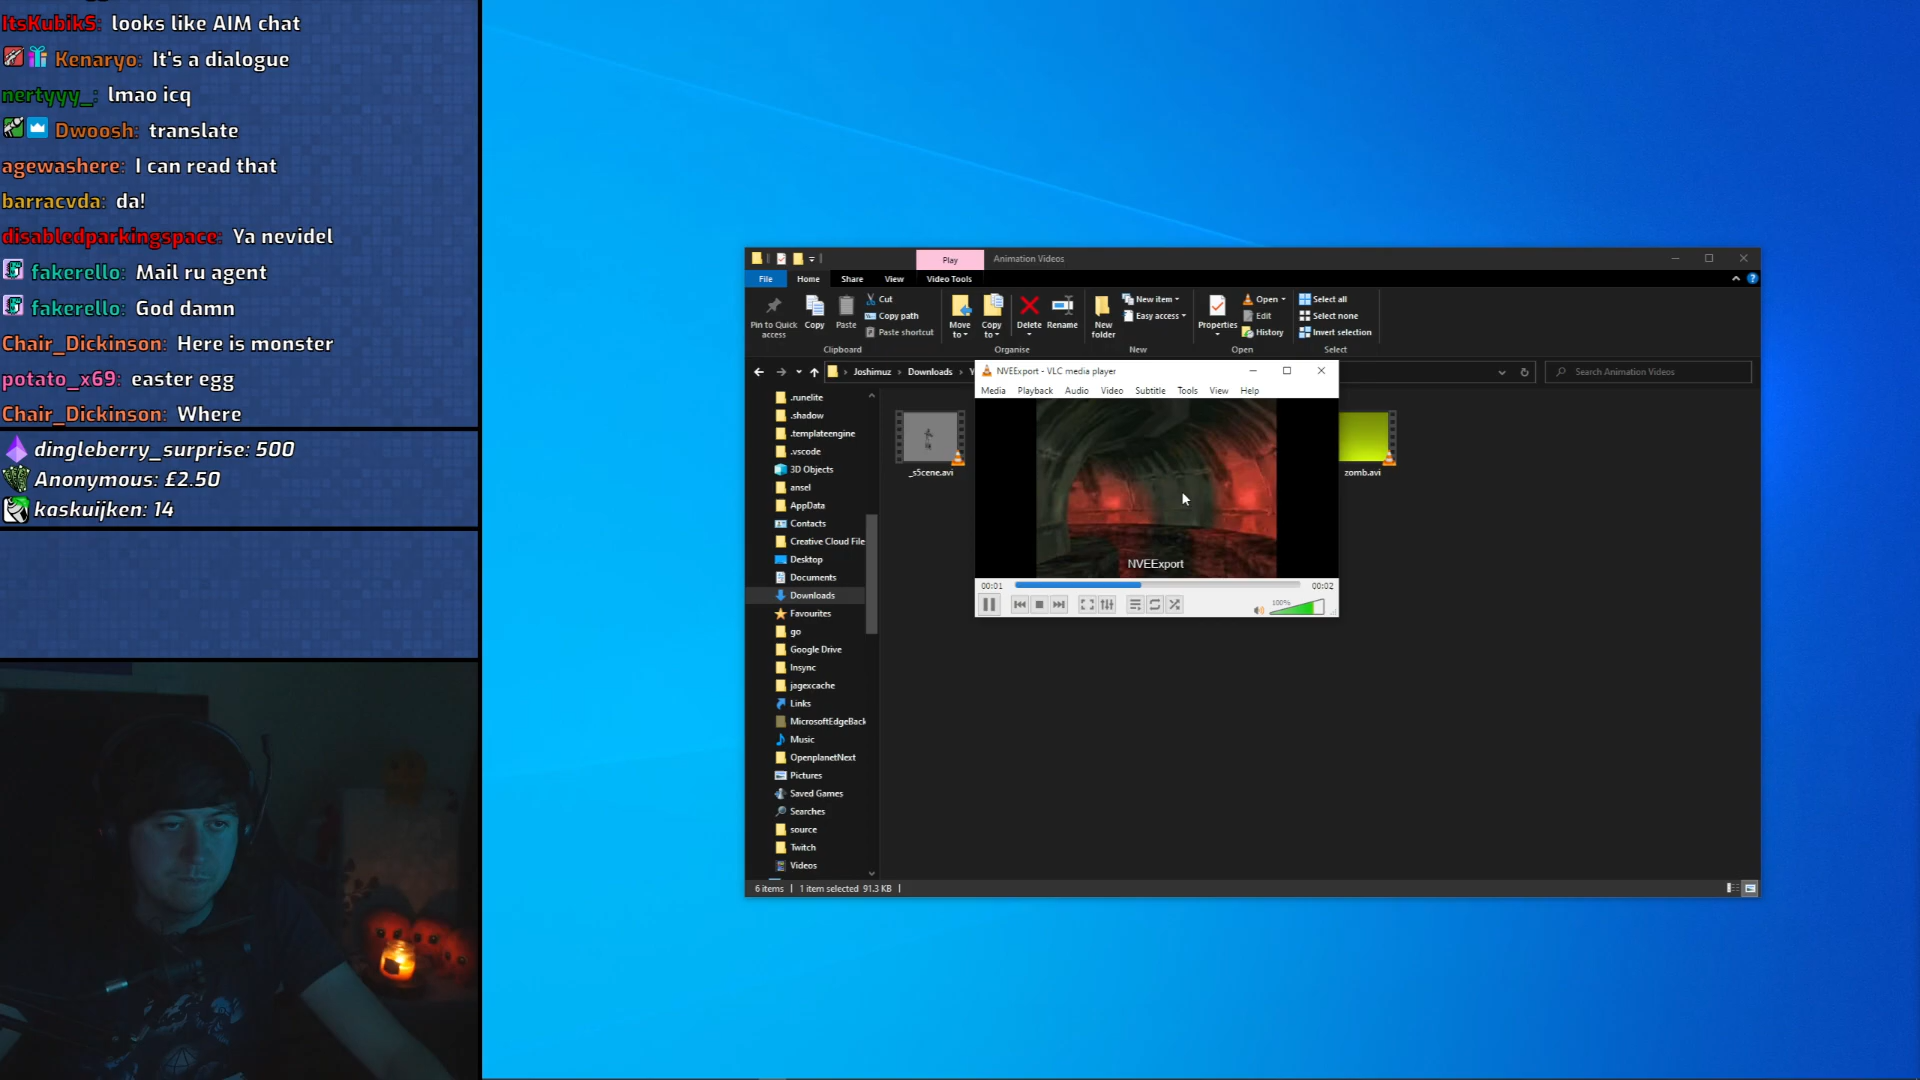 ItsKubikS: looks like AIM chat
Kenaryo: It's a dialogue
nertyyy_: lmao icq
Dwoosh: translate
agewashere: I can read that
barracvda: da!
disabledparkingspace: Ya nevidel
fakerello: Mail ru agent
fakerello: God damn
Chair_Dickinson: Here is monster
potato_x69: easter egg
Chair_Dickinson: Where
dingleberry_surprise: 500
Anonymous: £2.50
kaskuijken: 14
Play
Animation Videos
File
Home
Share
View
Video Tools
Pin to Quick access
Copy
Paste
Cut
Copy path
Paste shortcut
Clipboard
Move to
Copy to
Delete
Rename
Organise
New folder
New item
Easy access
New
Properties
Open
Edit
History
Open
Select all
Select none
Invert selection
Select
Joshimuz
Downloads
Search Animation Videos
NVEExport - VLC media player
Media
Playback
Audio
Video
Subtitle
Tools
View
Help
NVEExport
00:01
00:02
100%
_s5cene.avi
zomb.avi
.runelite
.shadow
.templateengine
.vscode
3D Objects
ansel
AppData
Contacts
Creative Cloud File
Desktop
Documents
Downloads
Favourites
go
Google Drive
Insync
jagexcache
Links
MicrosoftEdgeBack
Music
OpenplanetNext
Pictures
Saved Games
Searches
source
Twitch
Videos
6 items
1 item selected 91.3 KB